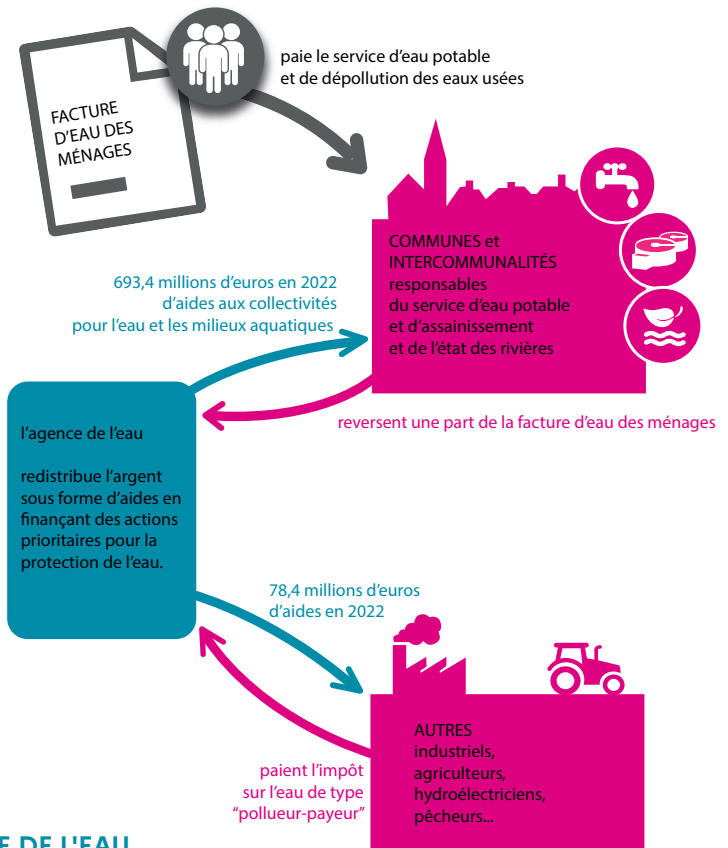 paie le service d'eau potable
et de dépollution des eaux usées
FACTURE
D'EAU DES
MÉNAGES
COMMUNES et
INTERCOMMUNALITÉS
responsables
du service d'eau potable
et d'assainissement
et de l'état des rivières
693,4 millions d'euros en 2022
d'aides aux collectivités
pour l'eau et les milieux aquatiques
reversent une part de la facture d'eau des ménages
l'agence de l'eau
redistribue l'argent
sous forme d'aides en
finançant des actions
prioritaires pour la
protection de l'eau.
78,4 millions d'euros
d'aides en 2022
AUTRES
industriels,
agriculteurs,
hydroélectriciens,
pêcheurs...
paient l'impôt
sur l'eau de type
“pollueur-payeur”
DE L'EAU